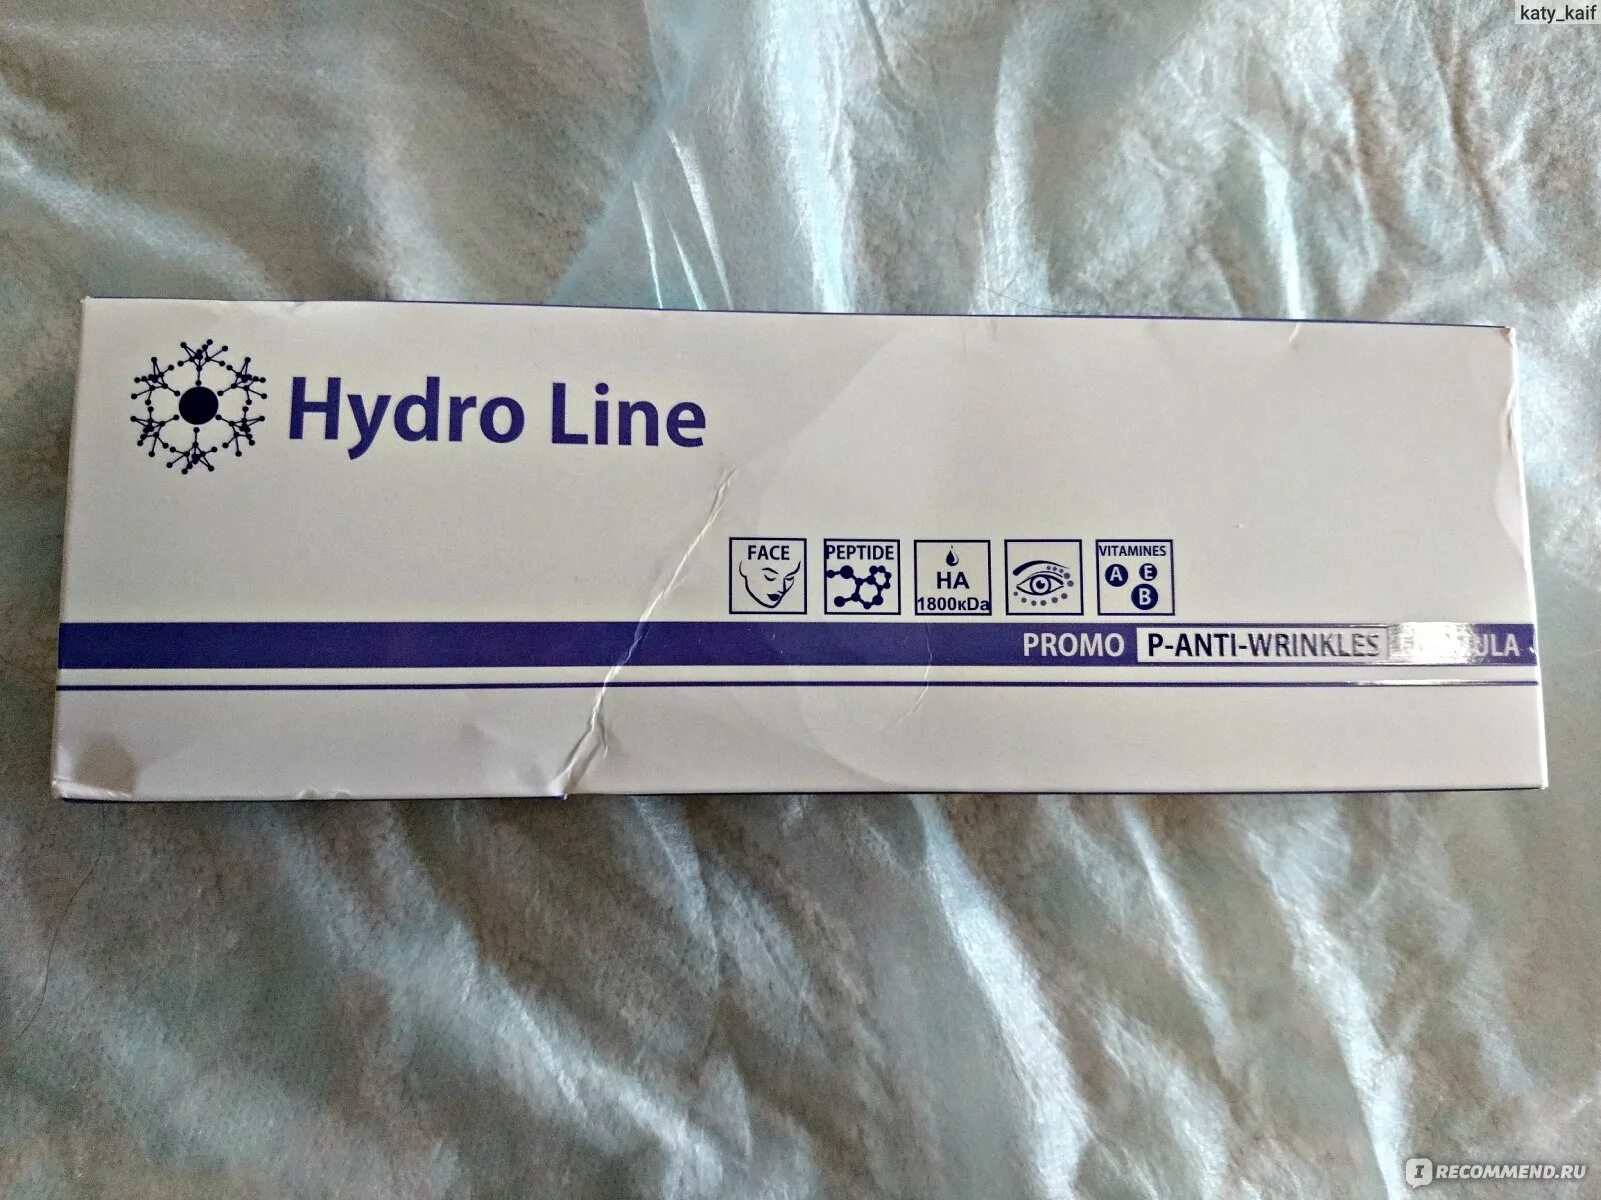 katy_kaif
Hydro Line
FACE
PEPTIDE
HA
1800кDa
VITAMINES
A E
B
PROMO P-ANTI-WRINKLES
RECOMMEND.RU